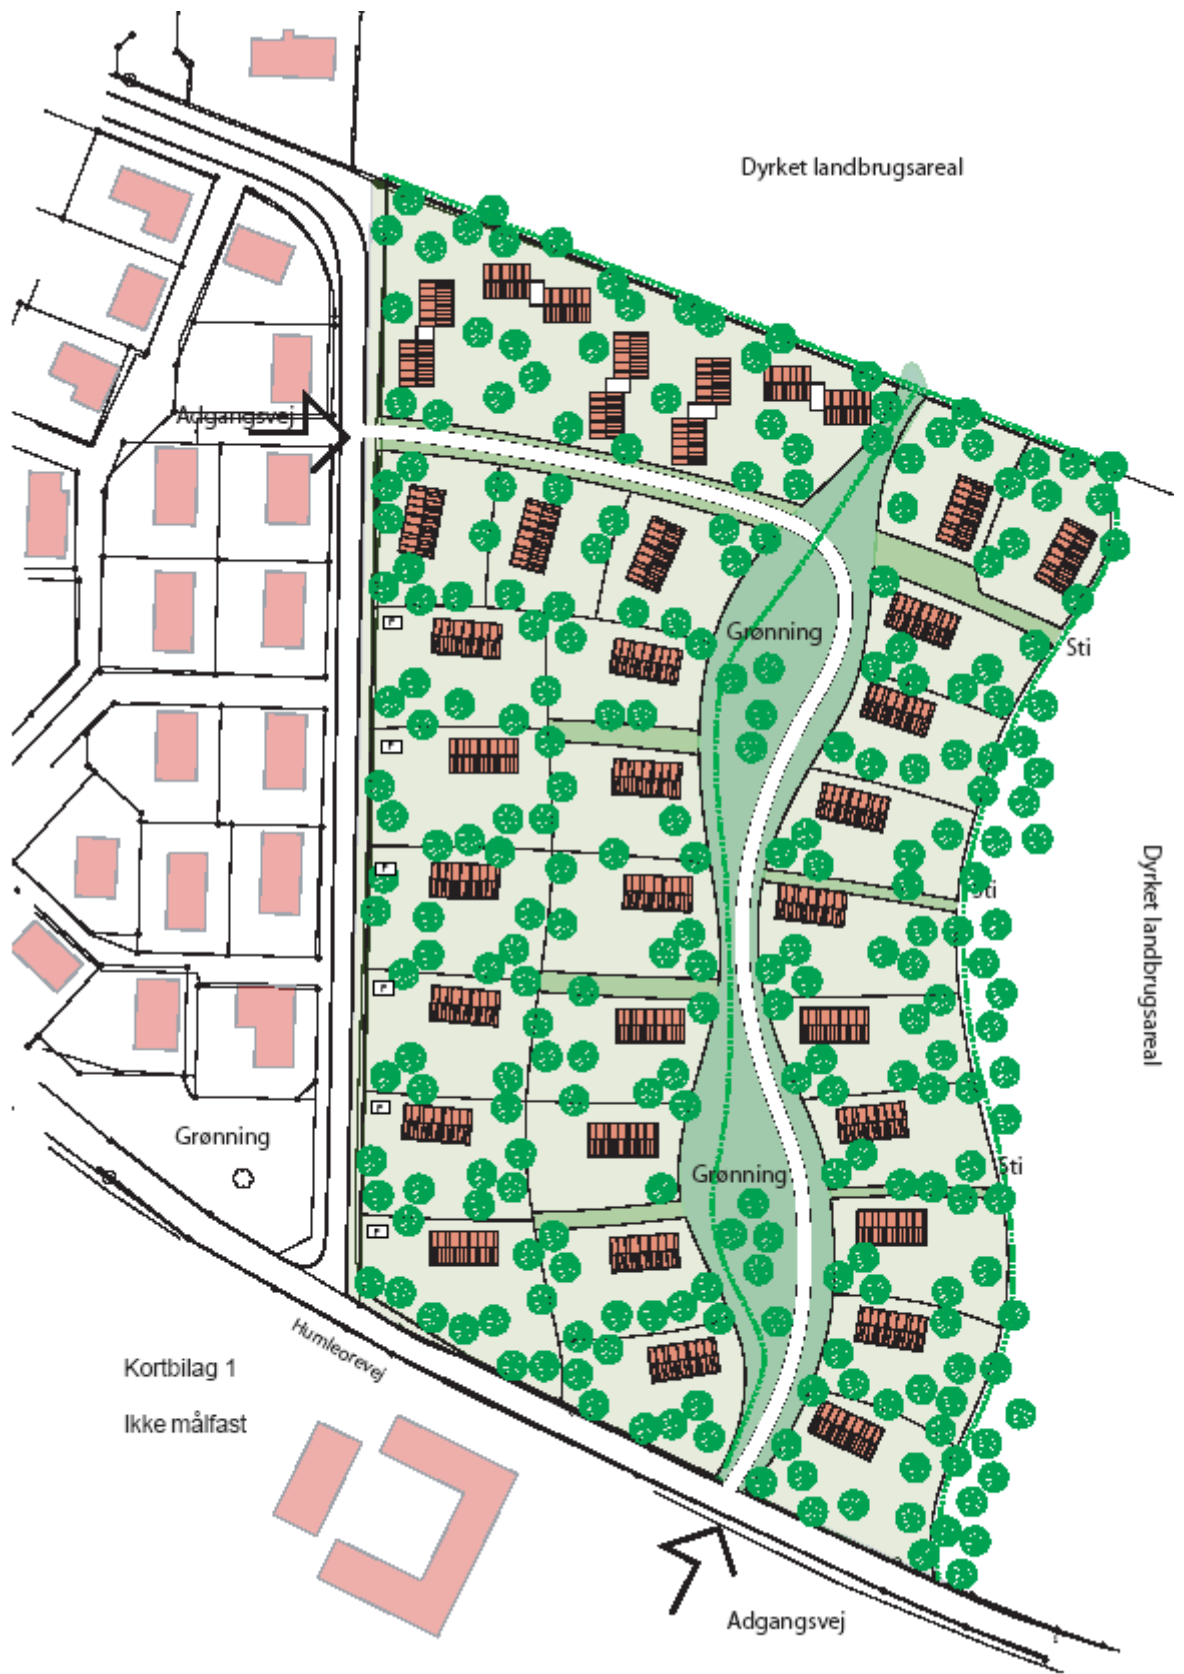 Dyrket landbrugsareal
Adgangsvej
Grønning
Sti
P
P
Dyrket landbrugsareal
P
Sti
P
P
Grønning
Grønning
Sti
P
Humleorevej
Kortbilag 1
Ikke målfast
Adgangsvej